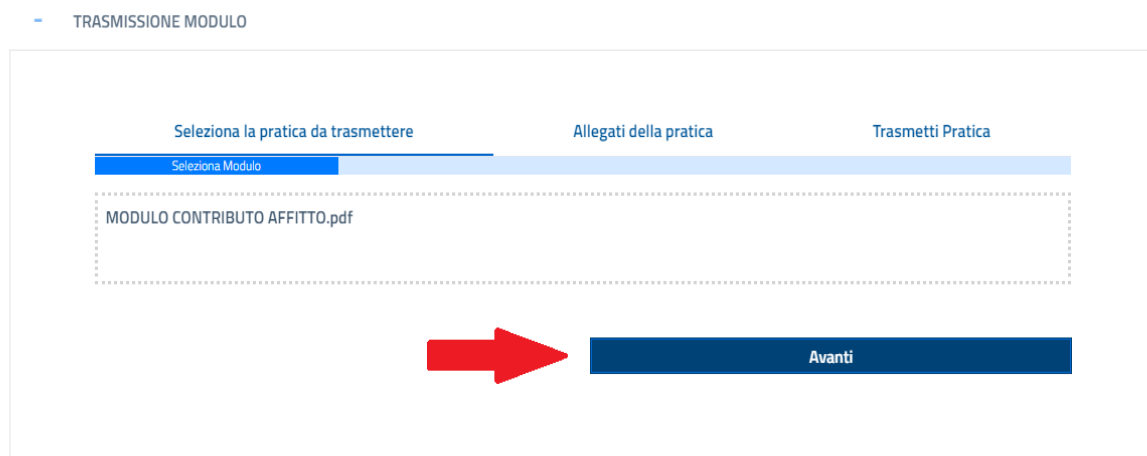 - TRASMISSIONE MODULO
Seleziona la pratica da trasmettere Allegati della pratica Trasmetti Pratica
Seleziona Modulo
MODULO CONTRIBUTO AFFITTO.pdf
Avanti